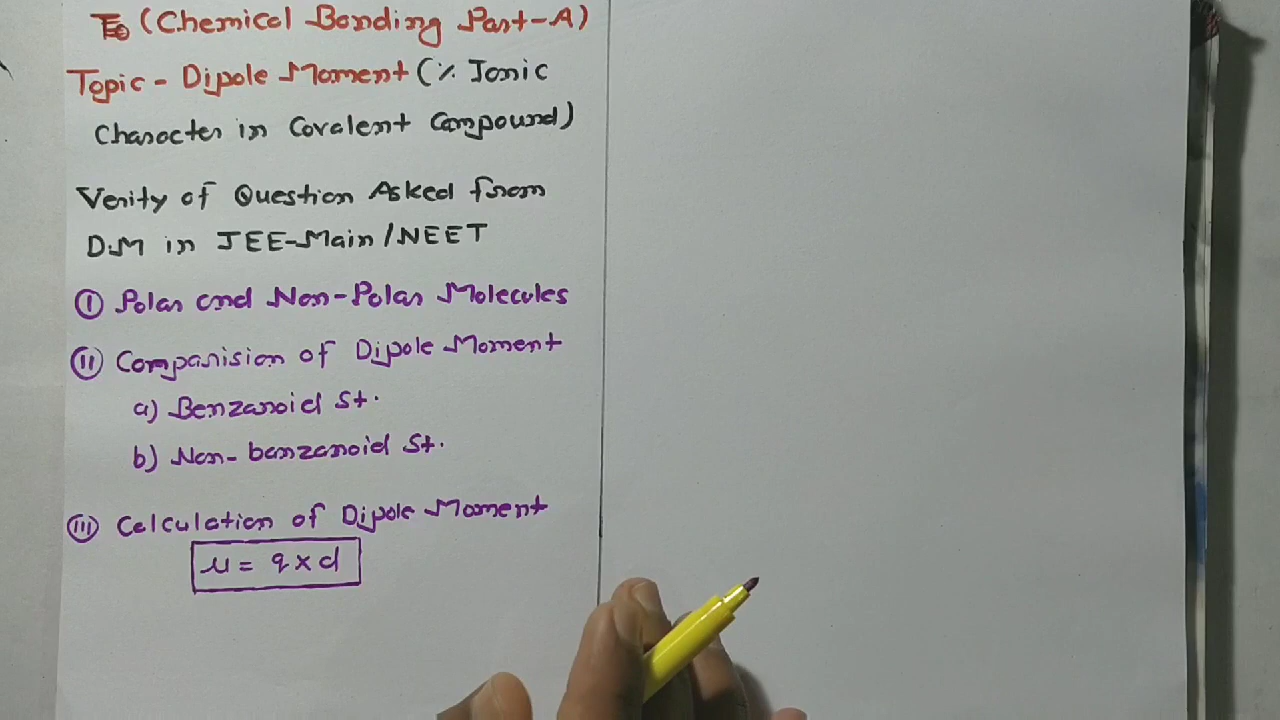 (Chemical Bonding Part-A)
Topic - Dipole Moment (% Ionic
Character in Covalent Compound)
Verity of Question Asked from
D.M in JEE-Main/NEET
(I) Polar and Non-Polar Molecules
(II) Comparision of Dipole Moment
a) Benzanoid St.
b) Non-banzanoid St.
(III) Calculation of Dipole Moment
μ = q × d